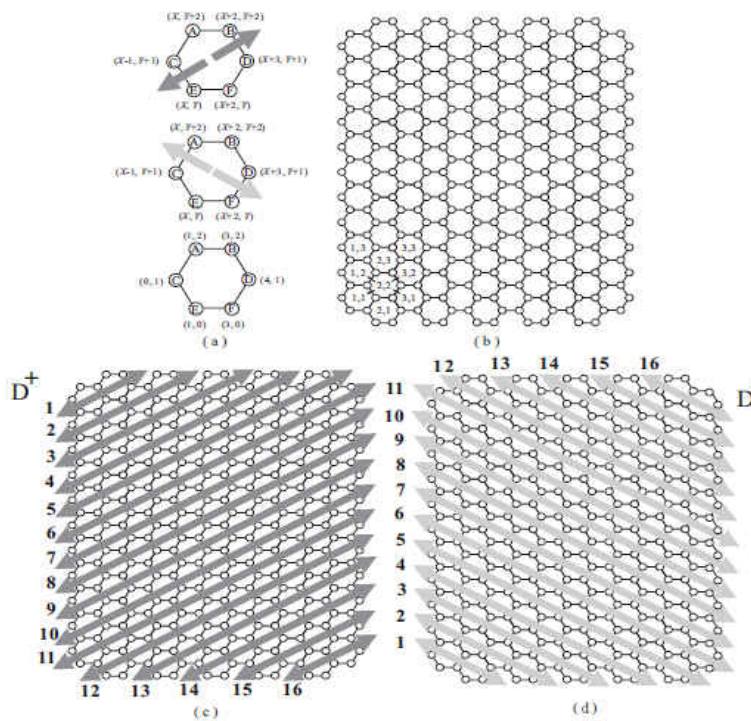 (X, Y+2) (X+2, Y+2)
A B
(X-1, Y+1) C D (X+3, Y+1)
E F
(X, Y) (X+2, Y)
(X, Y+2) (X+2, Y+2)
A B
(X-1, Y+1) C D (X+3, Y+1)
E F
(X, Y) (X+2, Y)
(1, 2) (3, 2)
A B
(0, 1) C D (4, 1)
E F
(1, 0) (3, 0)
(a)
1,3 3,3
2,3
1,2 3,2
2,2
1,1 3,1
2,1
(b)
D+
1
2
3
4
5
6
7
8
9
10
11
12 13 14 15 16
(c)
12 13 14 15 16
D
11
10
9
8
7
6
5
4
3
2
1
(d)